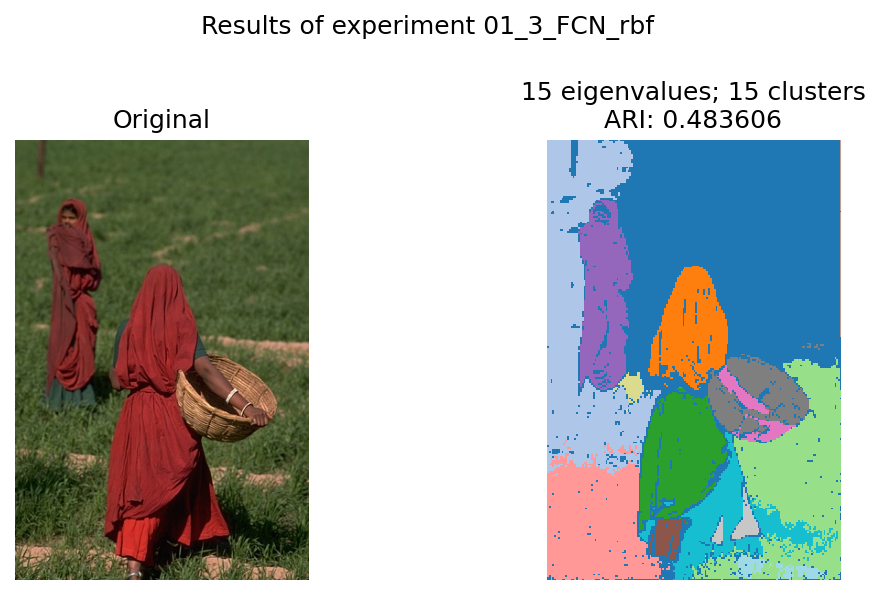 Results of experiment 01_3_FCN_rbf
Original
15 eigenvalues; 15 clusters
ARI: 0.483606